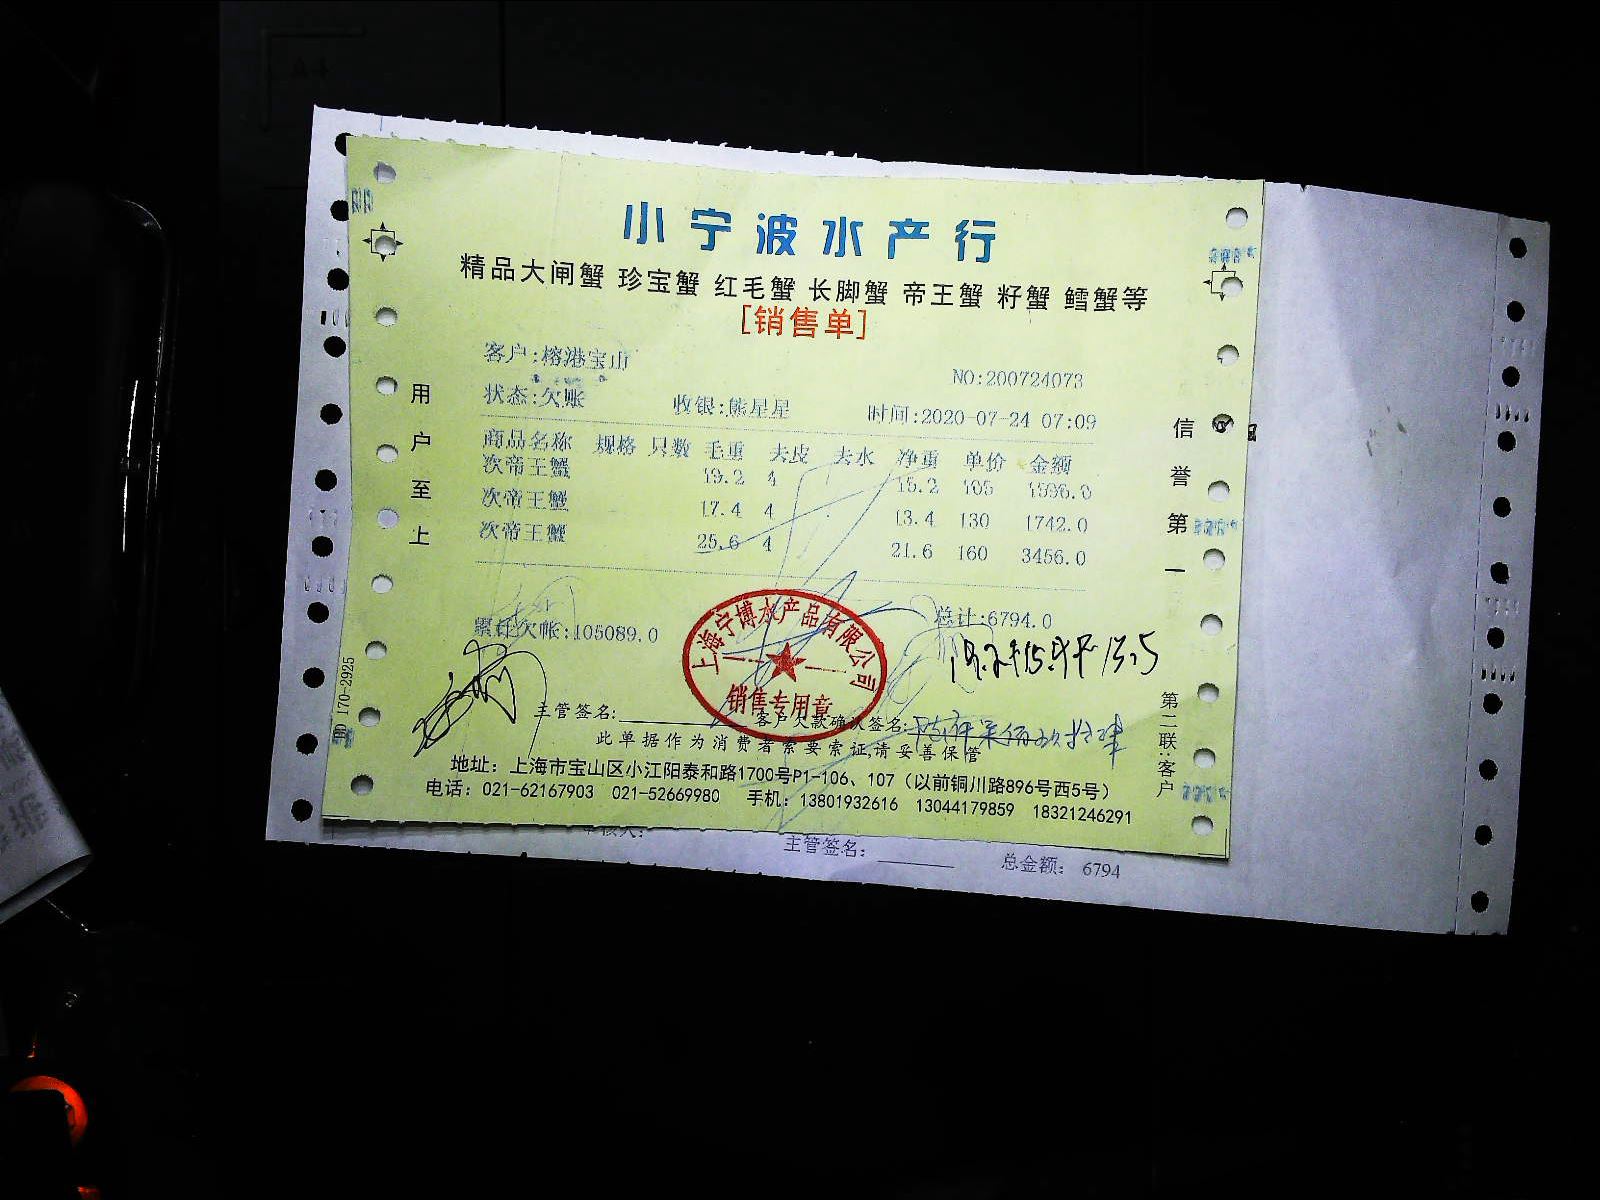 小宁波水产行
精品大闸蟹 珍宝蟹 红毛蟹 长脚蟹 帝王蟹 籽蟹 鳕蟹等
[销售单]
客户:榕港宝山
NO:200724073
状态:欠账 收银:熊星星 时间:2020-07-24 07:09
商品名称 规格 只数 毛重 去皮 去水 净重 单价 金额
次帝王蟹 19.2 4 15.2 105 1596.0
次帝王蟹 17.4 4 13.4 130 1742.0
次帝王蟹 25.6 4 21.6 160 3456.0
累计欠帐:105089.0 总计:6794.0
上海宁博水产品有限公司
销售专用章
主管签名: 客户欠款确认签名:
此单据作为消费者索要索证,请妥善保管
地址：上海市宝山区小江阳泰和路1700号P1-106、107（以前铜川路896号西5号）
电话：021-62167903 021-52669980 手机：13801932616 13044179859 18321246291
用户至上
信誉第一
第二联:客户
170-2925
主管签名: 总金额: 6794